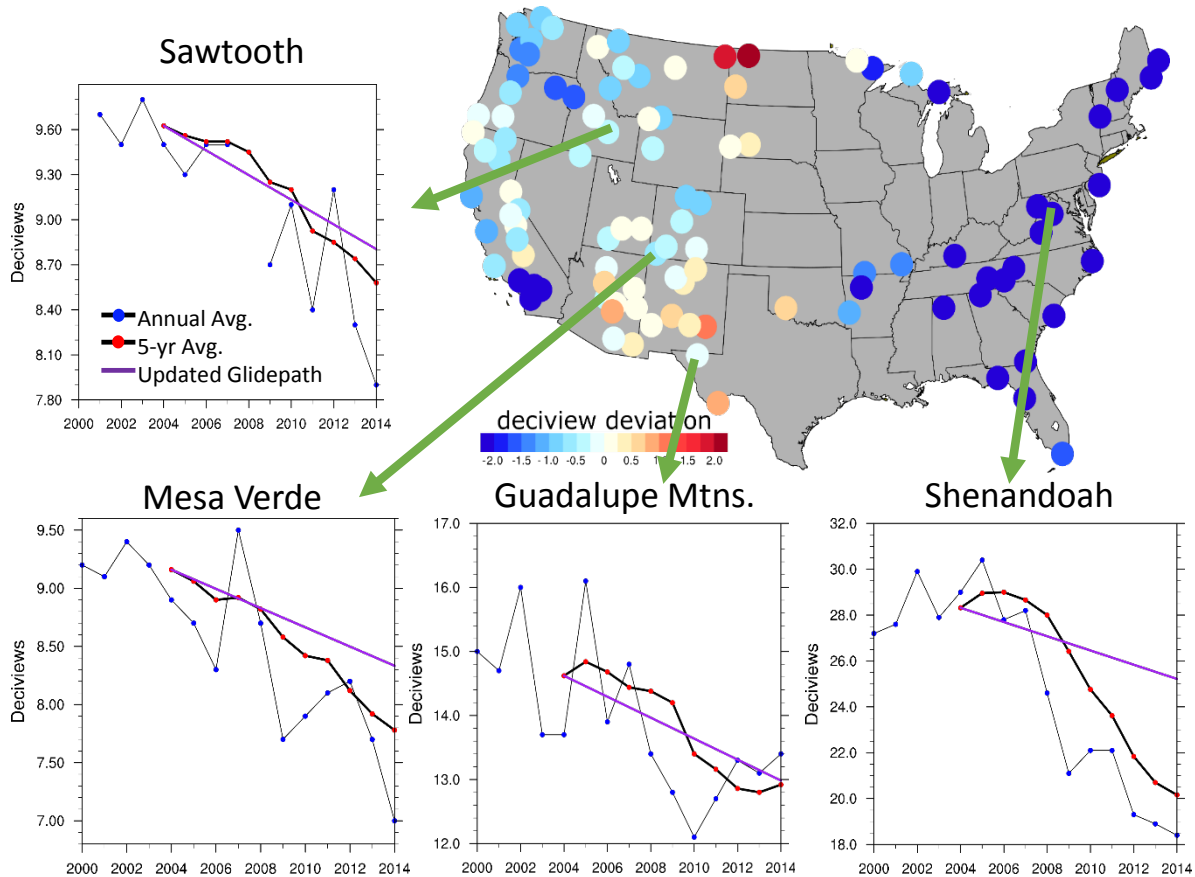 Sawtooth
9.60
9.30
9.00
8.70
8.40
8.10
7.80
Deciviews
Annual Avg.
5-yr Avg.
Updated Glidepath
2000 2002 2004 2006 2008 2010 2012 2014
deciview deviation
-2.0 -1.5 -1.0 -0.5 0 0.5 1.0 1.5 2.0
Mesa Verde
9.50
9.00
8.50
8.00
7.50
7.00
Deciviews
2000 2002 2004 2006 2008 2010 2012 2014
Guadalupe Mtns.
17.0
16.0
15.0
14.0
13.0
12.0
Deciviews
2000 2002 2004 2006 2008 2010 2012 2014
Shenandoah
32.0
30.0
28.0
26.0
24.0
22.0
20.0
18.0
Deciviews
2000 2002 2004 2006 2008 2010 2012 2014